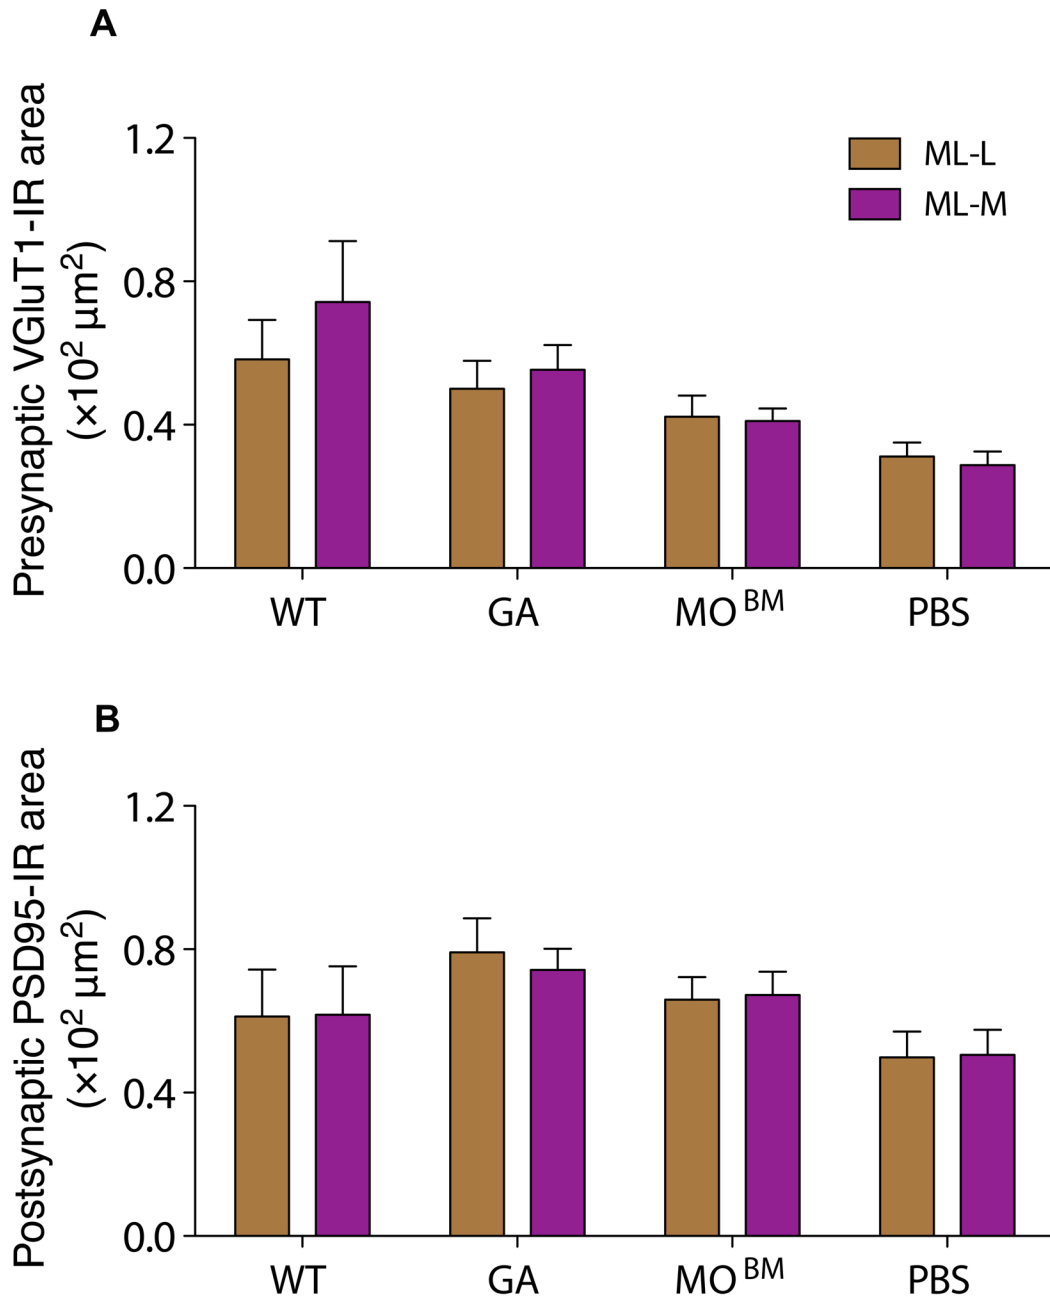 A
Presynaptic VGluT1-IR area
(×10² µm²)
1.2
0.8
0.4
0.0
ML-L
ML-M
WT GA MO BM PBS
B
Postsynaptic PSD95-IR area
(×10² µm²)
1.2
0.8
0.4
0.0
WT GA MO BM PBS